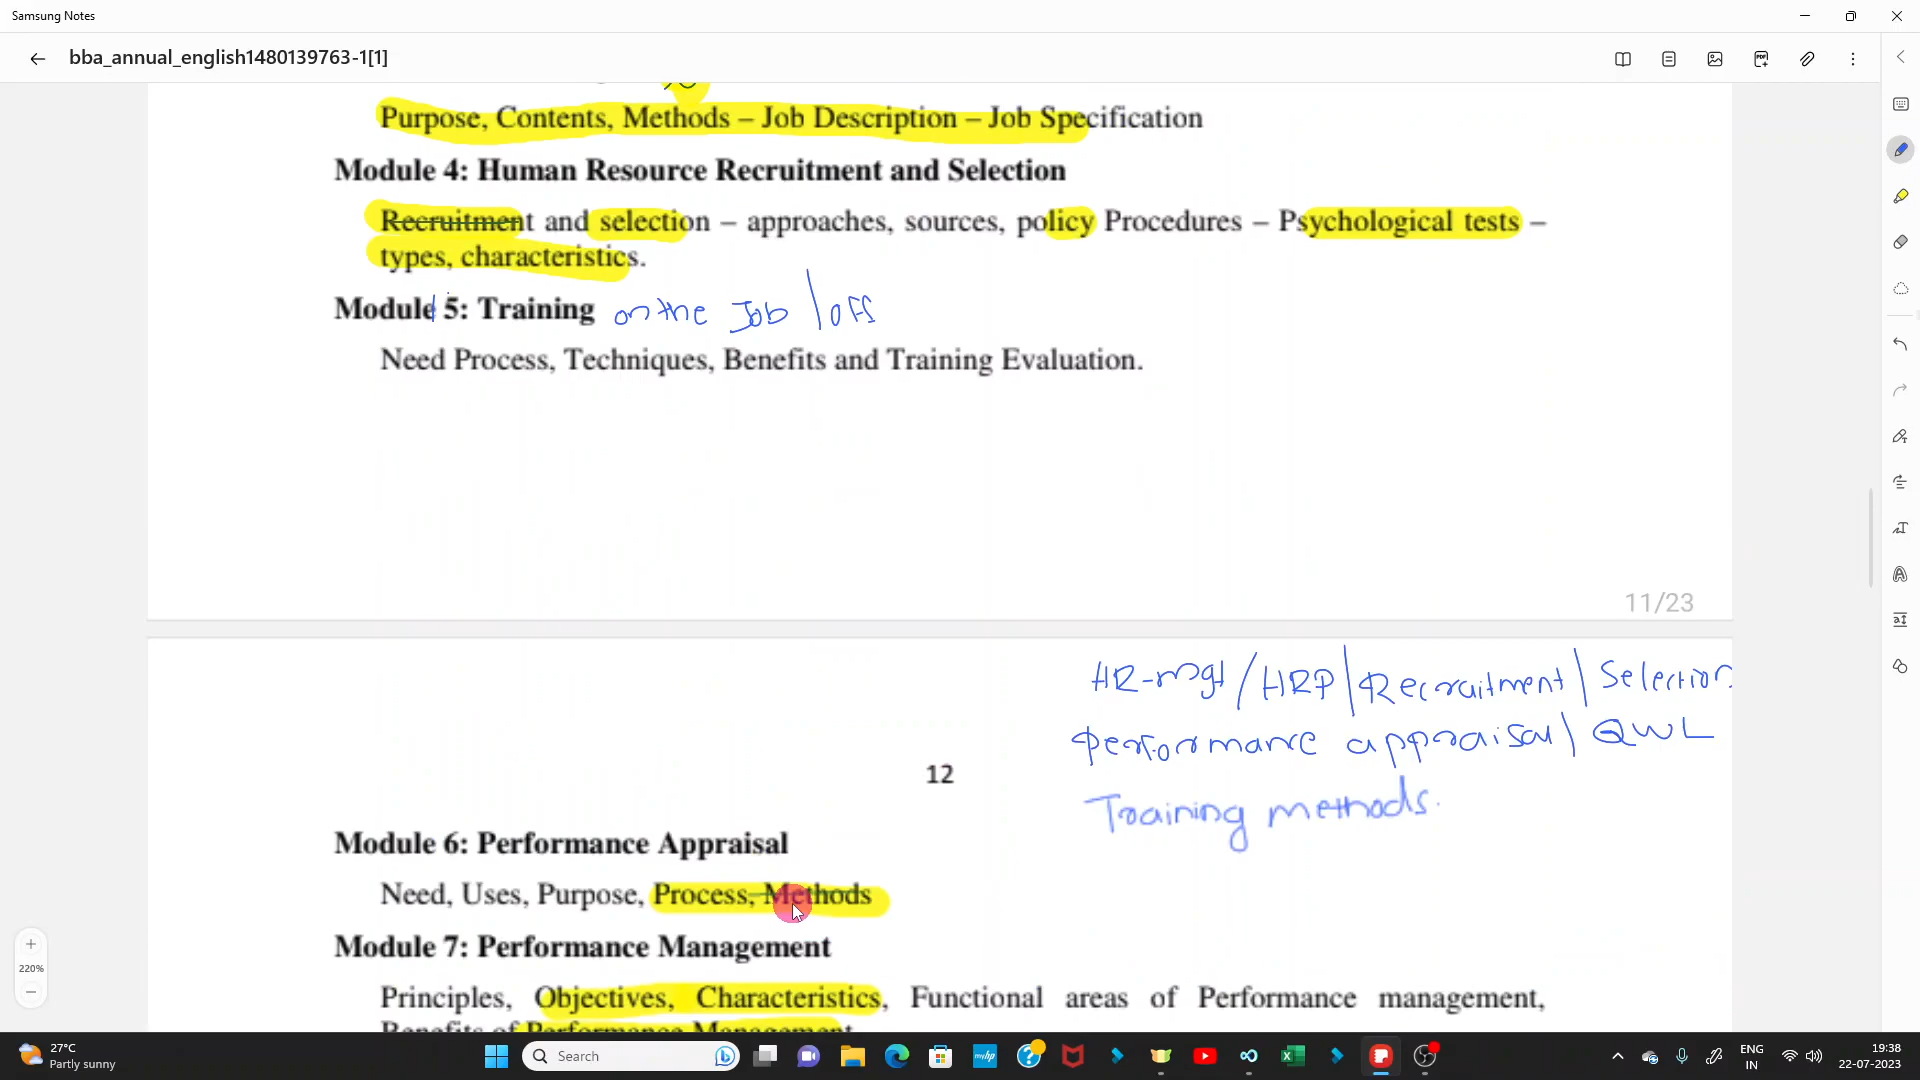 Samsung Notes
bba_annual_english1480139763-1[1]
Purpose, Contents, Methods – Job Description – Job Specification
Module 4: Human Resource Recruitment and Selection
Recruitment and selection – approaches, sources, policy Procedures – Psychological tests –
types, characteristics.
Module 5: Training on the Job / off
Need Process, Techniques, Benefits and Training Evaluation.
11/23
HR-mgt / HRP | Recruitment | Selection
performance appraisal | QWL
12
Training methods.
Module 6: Performance Appraisal
Need, Uses, Purpose, Process, Methods
Module 7: Performance Management
Principles, Objectives, Characteristics, Functional areas of Performance management,
Benefits of Performance Management
220%
27°C
Partly sunny
Search
ENG
IN
19:38
22-07-2023